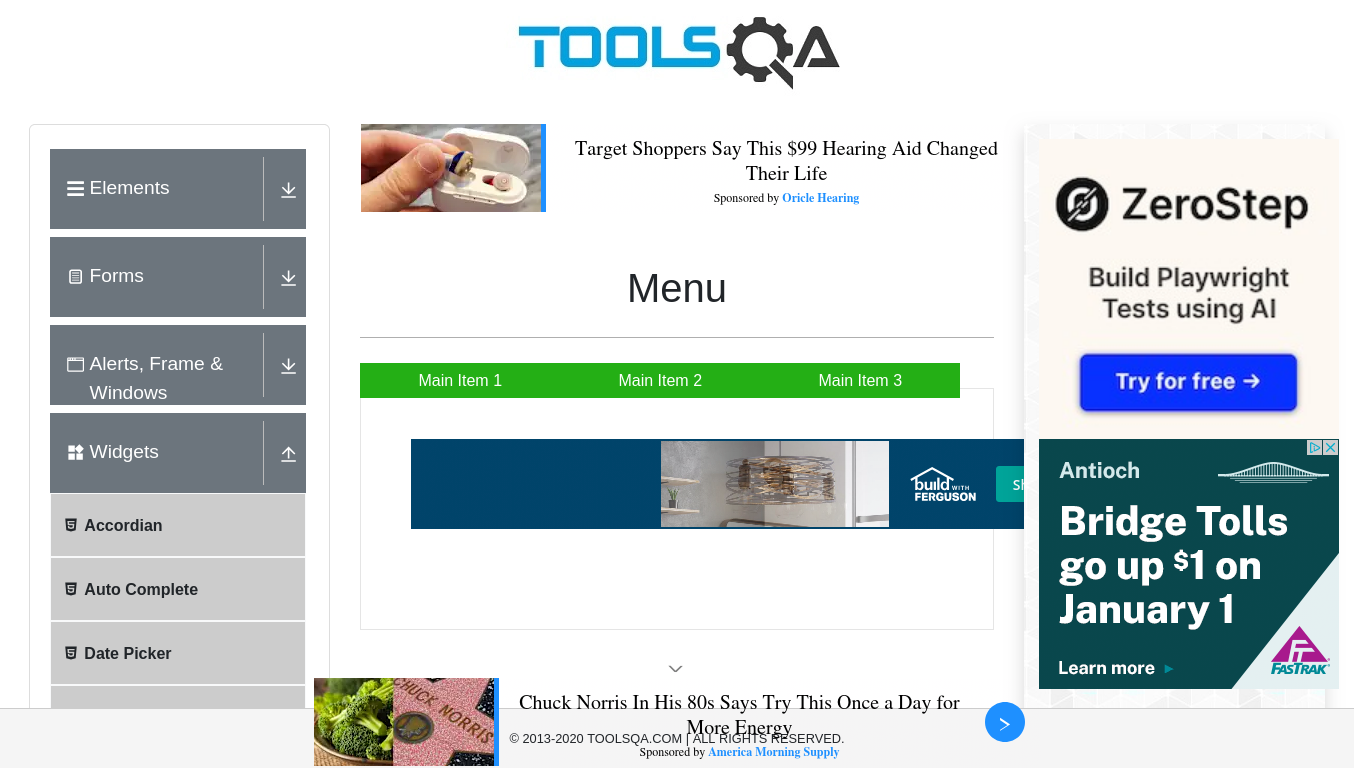 TOOLSQA
Elements
Forms
Alerts, Frame &
Windows
Widgets
Accordian
Auto Complete
Date Picker
Target Shoppers Say This $99 Hearing Aid Changed
Their Life
Sponsored by Oricle Hearing
Menu
Main Item 1
Main Item 2
Main Item 3
build WITH
FERGUSON
Sh
ZeroStep
Build Playwright
Tests using AI
Try for free →
Antioch
Bridge Tolls
go up $1 on
January 1
Learn more
FASTRAK
CHUCK NORRIS
Chuck Norris In His 80s Says Try This Once a Day for
More Energy
© 2013-2020 TOOLSQA.COM | ALL RIGHTS RESERVED.
Sponsored by America Morning Supply